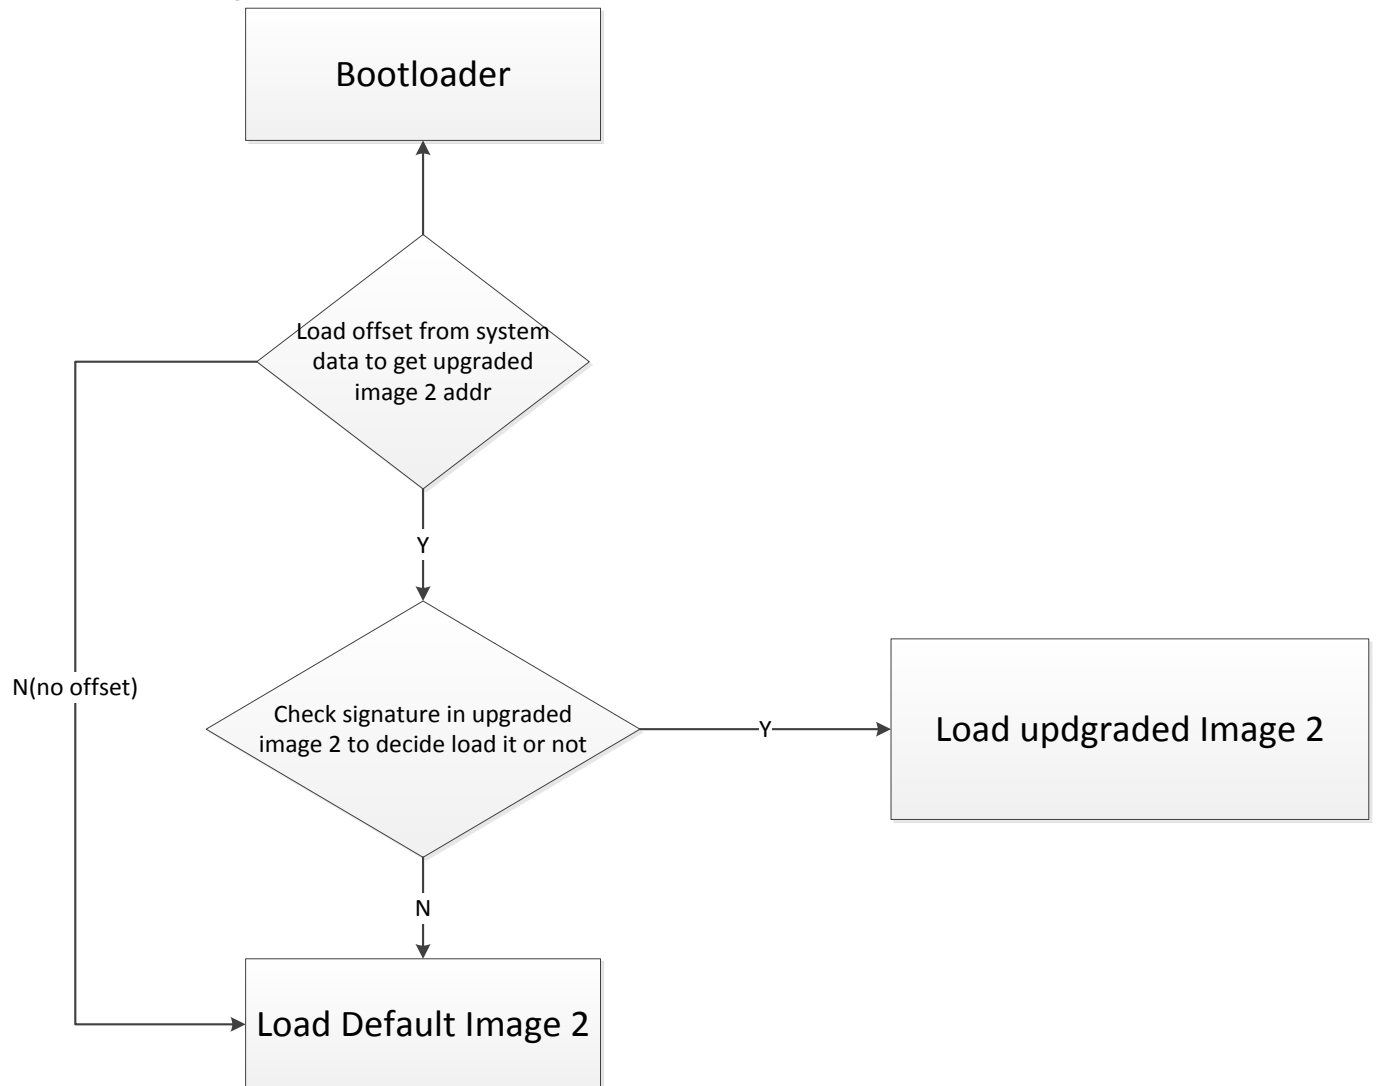 Bootloader
Load offset from system
data to get upgraded
image 2 addr
Y
N(no offset)
Check signature in upgraded
image 2 to decide load it or not
Y
Load updgraded Image 2
N
Load Default Image 2